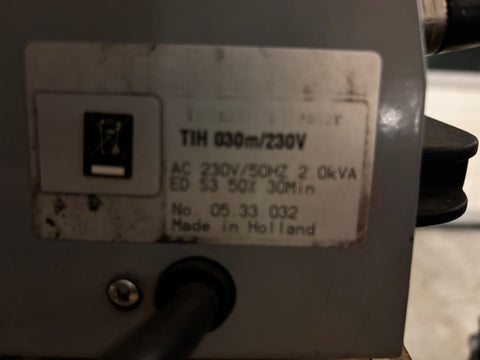 TIH 030m/230V
AC 230V/50HZ 2.0kVA
ED S3 50% 30Min.
No. 05.33.032
Made in Holland